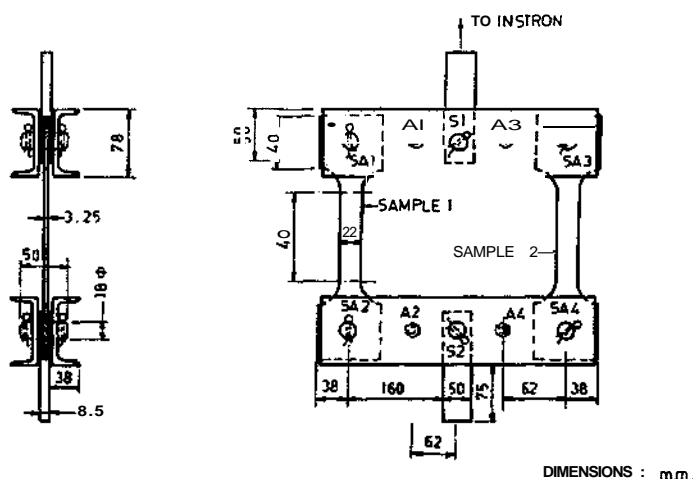 TO INSTRON
78
3.25
50
18 Φ
38
8.5
50
40
A1
S1
A3
SA1
SA3
SAMPLE 1
22
40
SAMPLE 2
SA2
A2
S2
A4
SA4
38
160
50
75
62
38
62
DIMENSIONS : m.m.